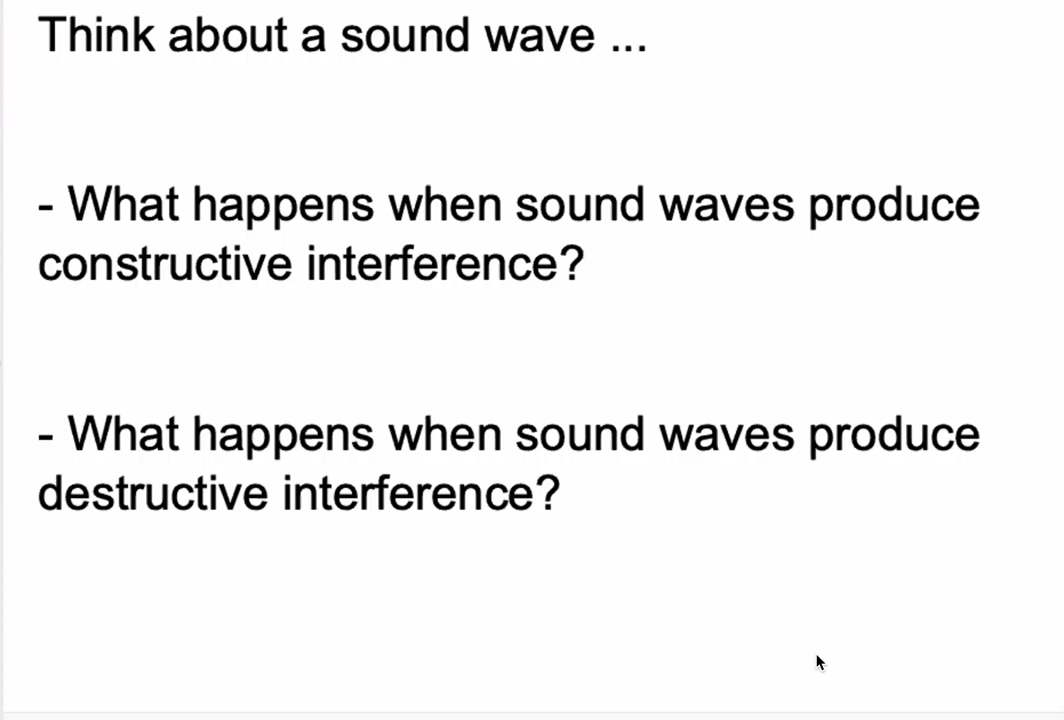 Think about a sound wave ...
- What happens when sound waves produce
constructive interference?
- What happens when sound waves produce
destructive interference?